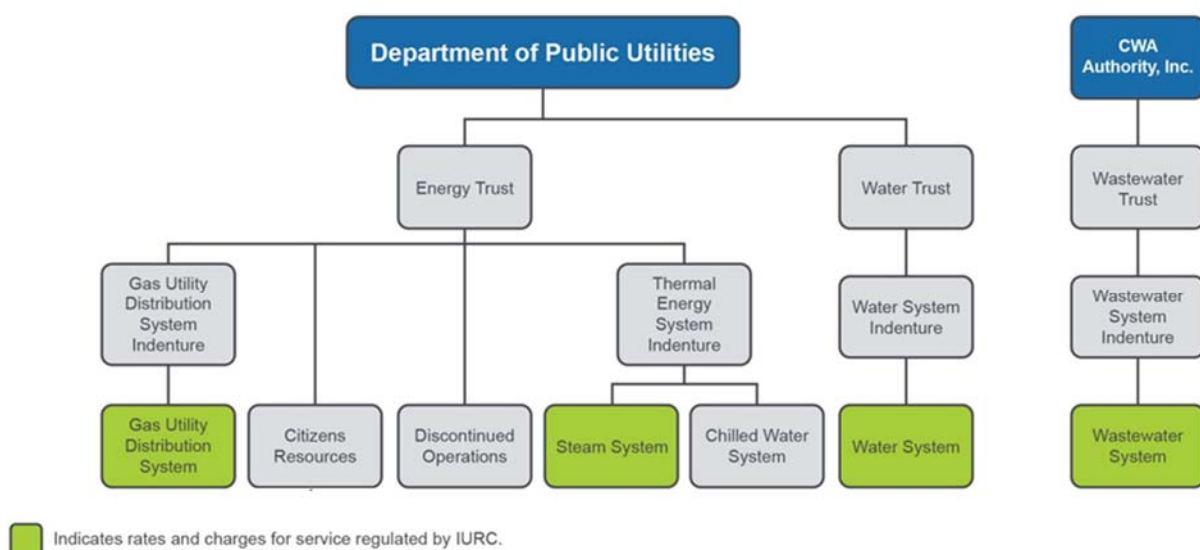 Department of Public Utilities
CWA
Authority, Inc.
Energy Trust
Water Trust
Wastewater
Trust
Gas Utility
Distribution
System
Indenture
Thermal
Energy
System
Indenture
Water System
Indenture
Wastewater
System
Indenture
Gas Utility
Distribution
System
Citizens
Resources
Discontinued
Operations
Steam System
Chilled Water
System
Water System
Wastewater
System
Indicates rates and charges for service regulated by IURC.